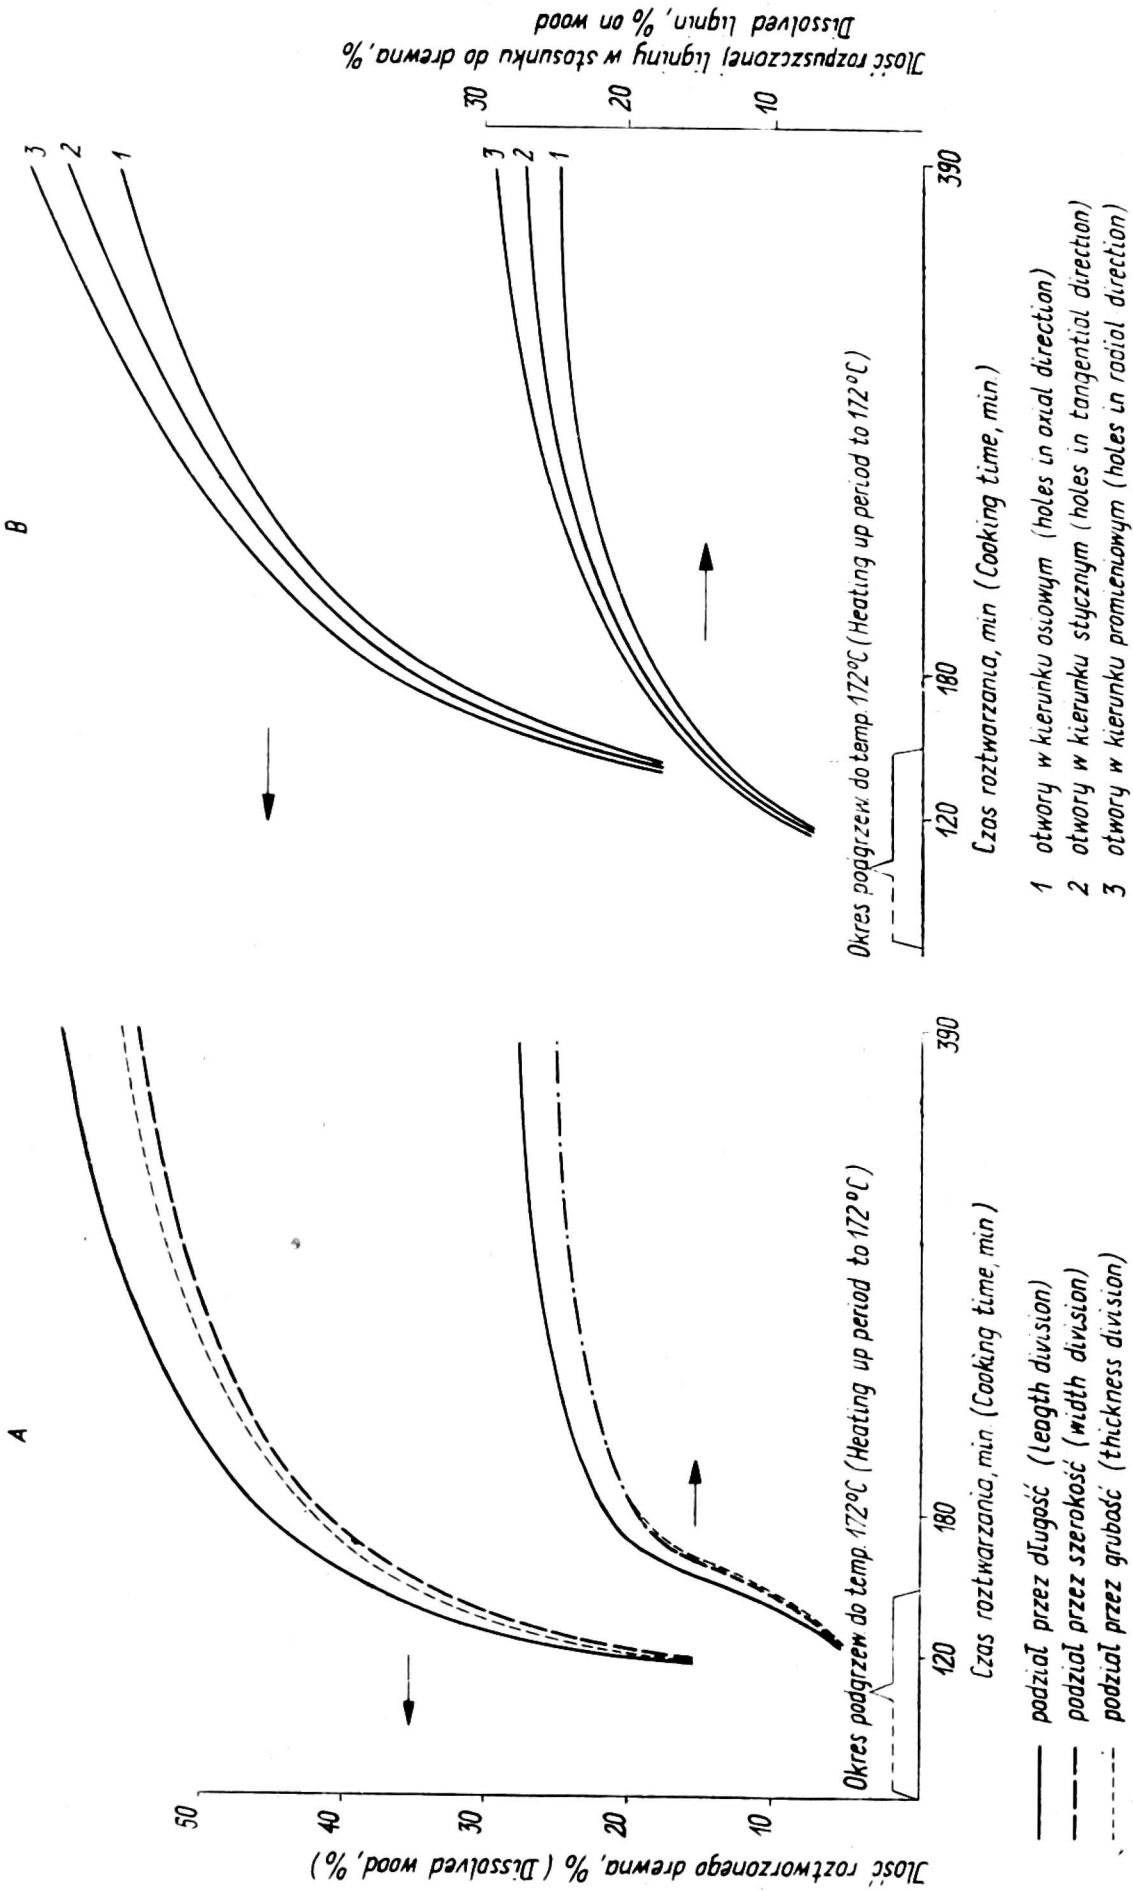 A
Ilość roztworzonego drewna, % (Dissolved wood, %)
50
40
30
20
10
Okres podgrzew do temp. 172°C (Heating up period to 172°C)
120
180
390
Czas roztwarzania, min. (Cooking time, min)
podział przez długość (length division)
podział przez szerokość (width division)
podział przez grubość (thickness division)
B
3
2
1
3
2
1
30
20
10
Ilość rozpuszczonej ligniny w stosunku do drewna, %
Dissolved lignin, % on wood
Okres podgrzew. do temp. 172°C (Heating up period to 172°C)
120
180
390
Czas roztwarzania, min (Cooking time, min.)
1 otwory w kierunku osiowym (holes in axial direction)
2 otwory w kierunku stycznym (holes in tangential direction)
3 otwory w kierunku promieniowym (holes in radial direction)